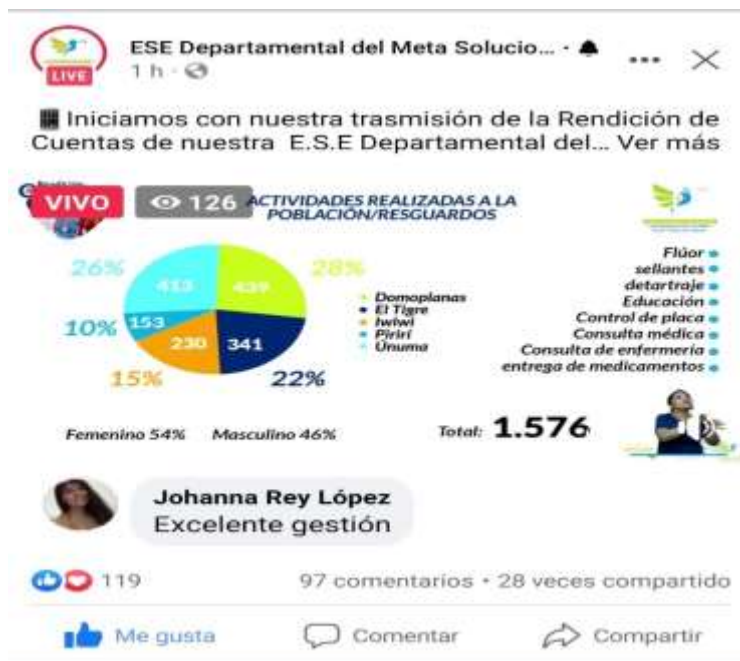 ESE Departamental del Meta Solucio... ·
LIVE
1 h ·
Iniciamos con nuestra trasmisión de la Rendición de
Cuentas de nuestra E.S.E Departamental del... Ver más
VIVO
126
ACTIVIDADES REALIZADAS A LA
POBLACIÓN/RESGUARDOS
26%
28%
10%
15%
22%
413
439
153
230
341
Domoplanas
El Tigre
Iwiwi
Pirirí
Unuma
Flúor
sellantes
detartraje
Educación
Control de placa
Consulta médica
Consulta de enfermería
entrega de medicamentos
Femenino 54% Masculino 46%
Total: 1.576
Johanna Rey López
Excelente gestión
119
97 comentarios • 28 veces compartido
Me gusta
Comentar
Compartir